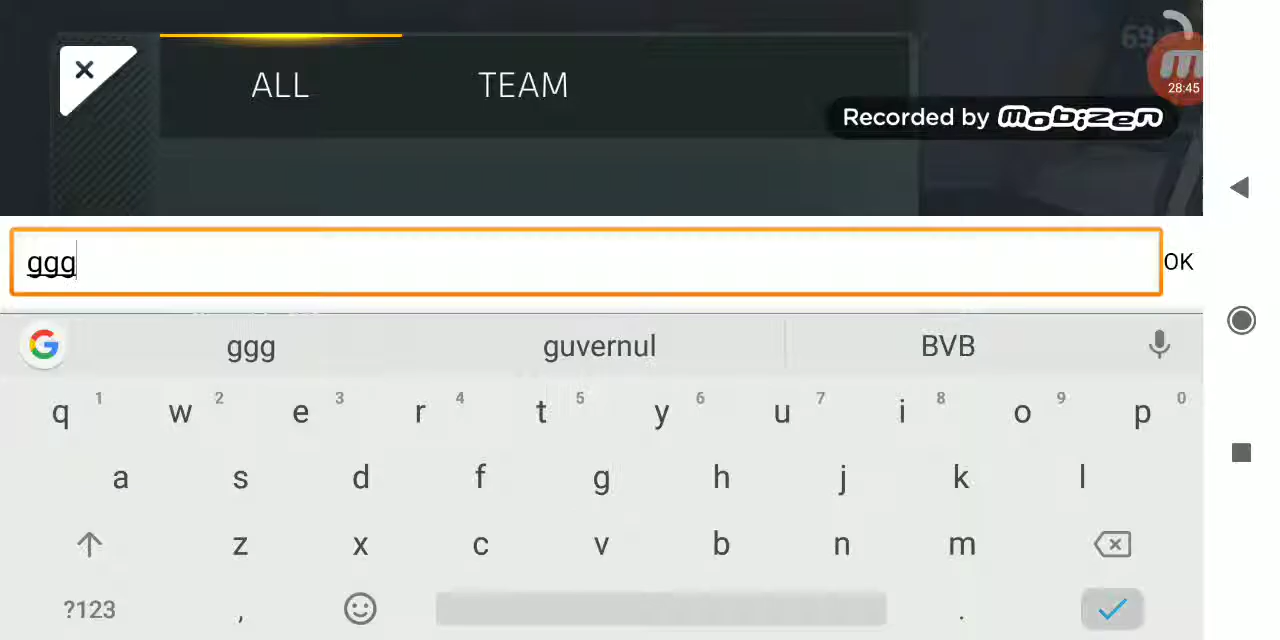 ALL TEAM
69
28:45
Recorded by mobizen
ggg OK
ggg guvernul BVB
1 2 3 4 5 6 7 8 9 0
q w e r t y u i o p
a s d f g h j k l
z x c v b n m
?123 , .